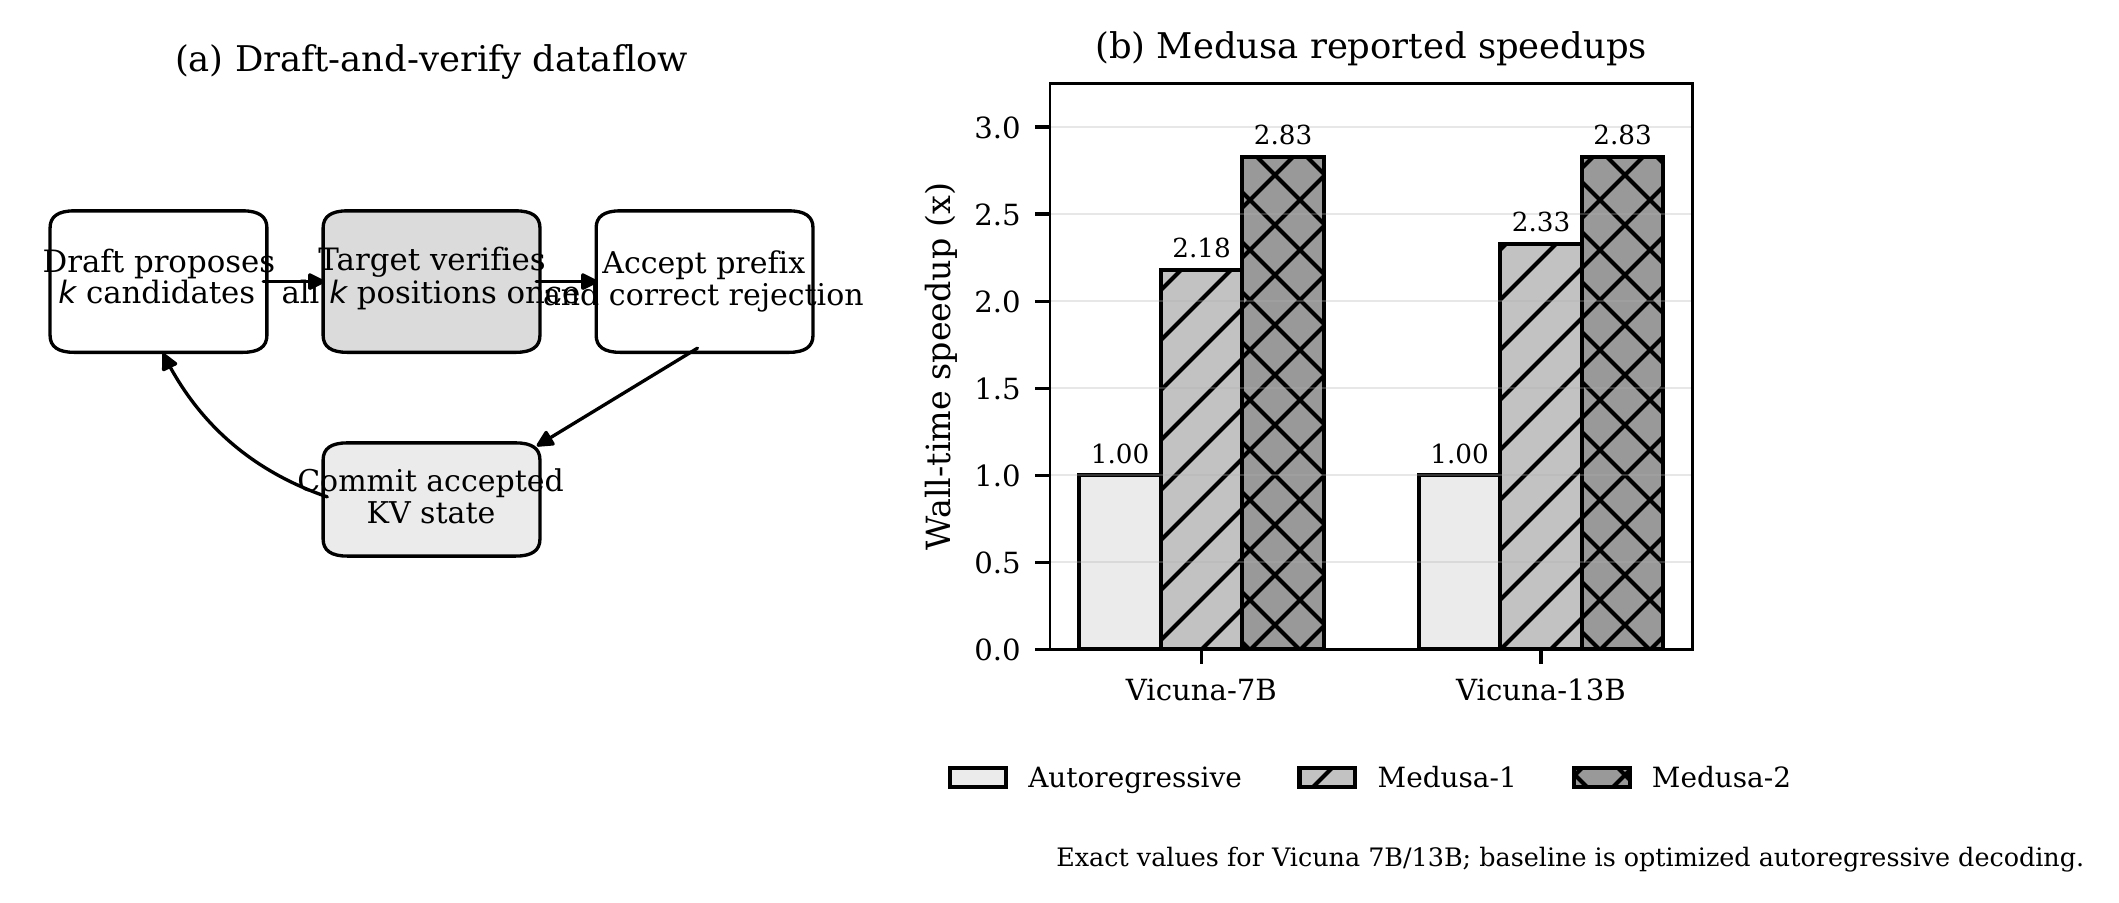 (a) Draft-and-verify dataflow
Draft proposes
k candidates
Target verifies
all k positions once
Accept prefix
and correct rejection
Commit accepted
KV state
(b) Medusa reported speedups
Wall-time speedup (x)
3.0
2.5
2.0
1.5
1.0
0.5
0.0
1.00
2.18
2.83
1.00
2.33
2.83
Vicuna-7B
Vicuna-13B
Autoregressive
Medusa-1
Medusa-2
Exact values for Vicuna 7B/13B; baseline is optimized autoregressive decoding.